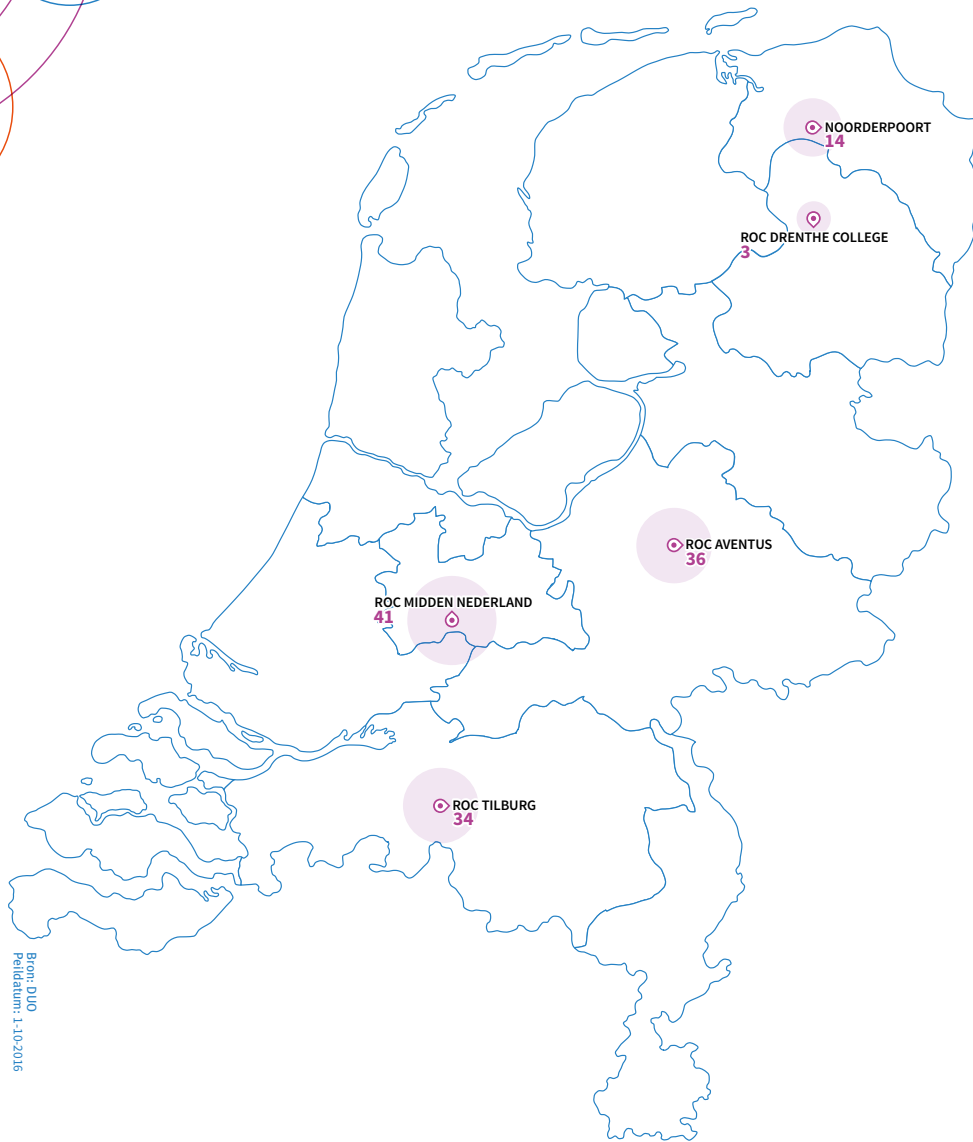 NOORDERPOORT
14
ROC DRENTHE COLLEGE
3
ROC AVENTUS
36
ROC MIDDEN NEDERLAND
41
ROC TILBURG
34
Bron: DUO
Peildatum: 1-10-2016